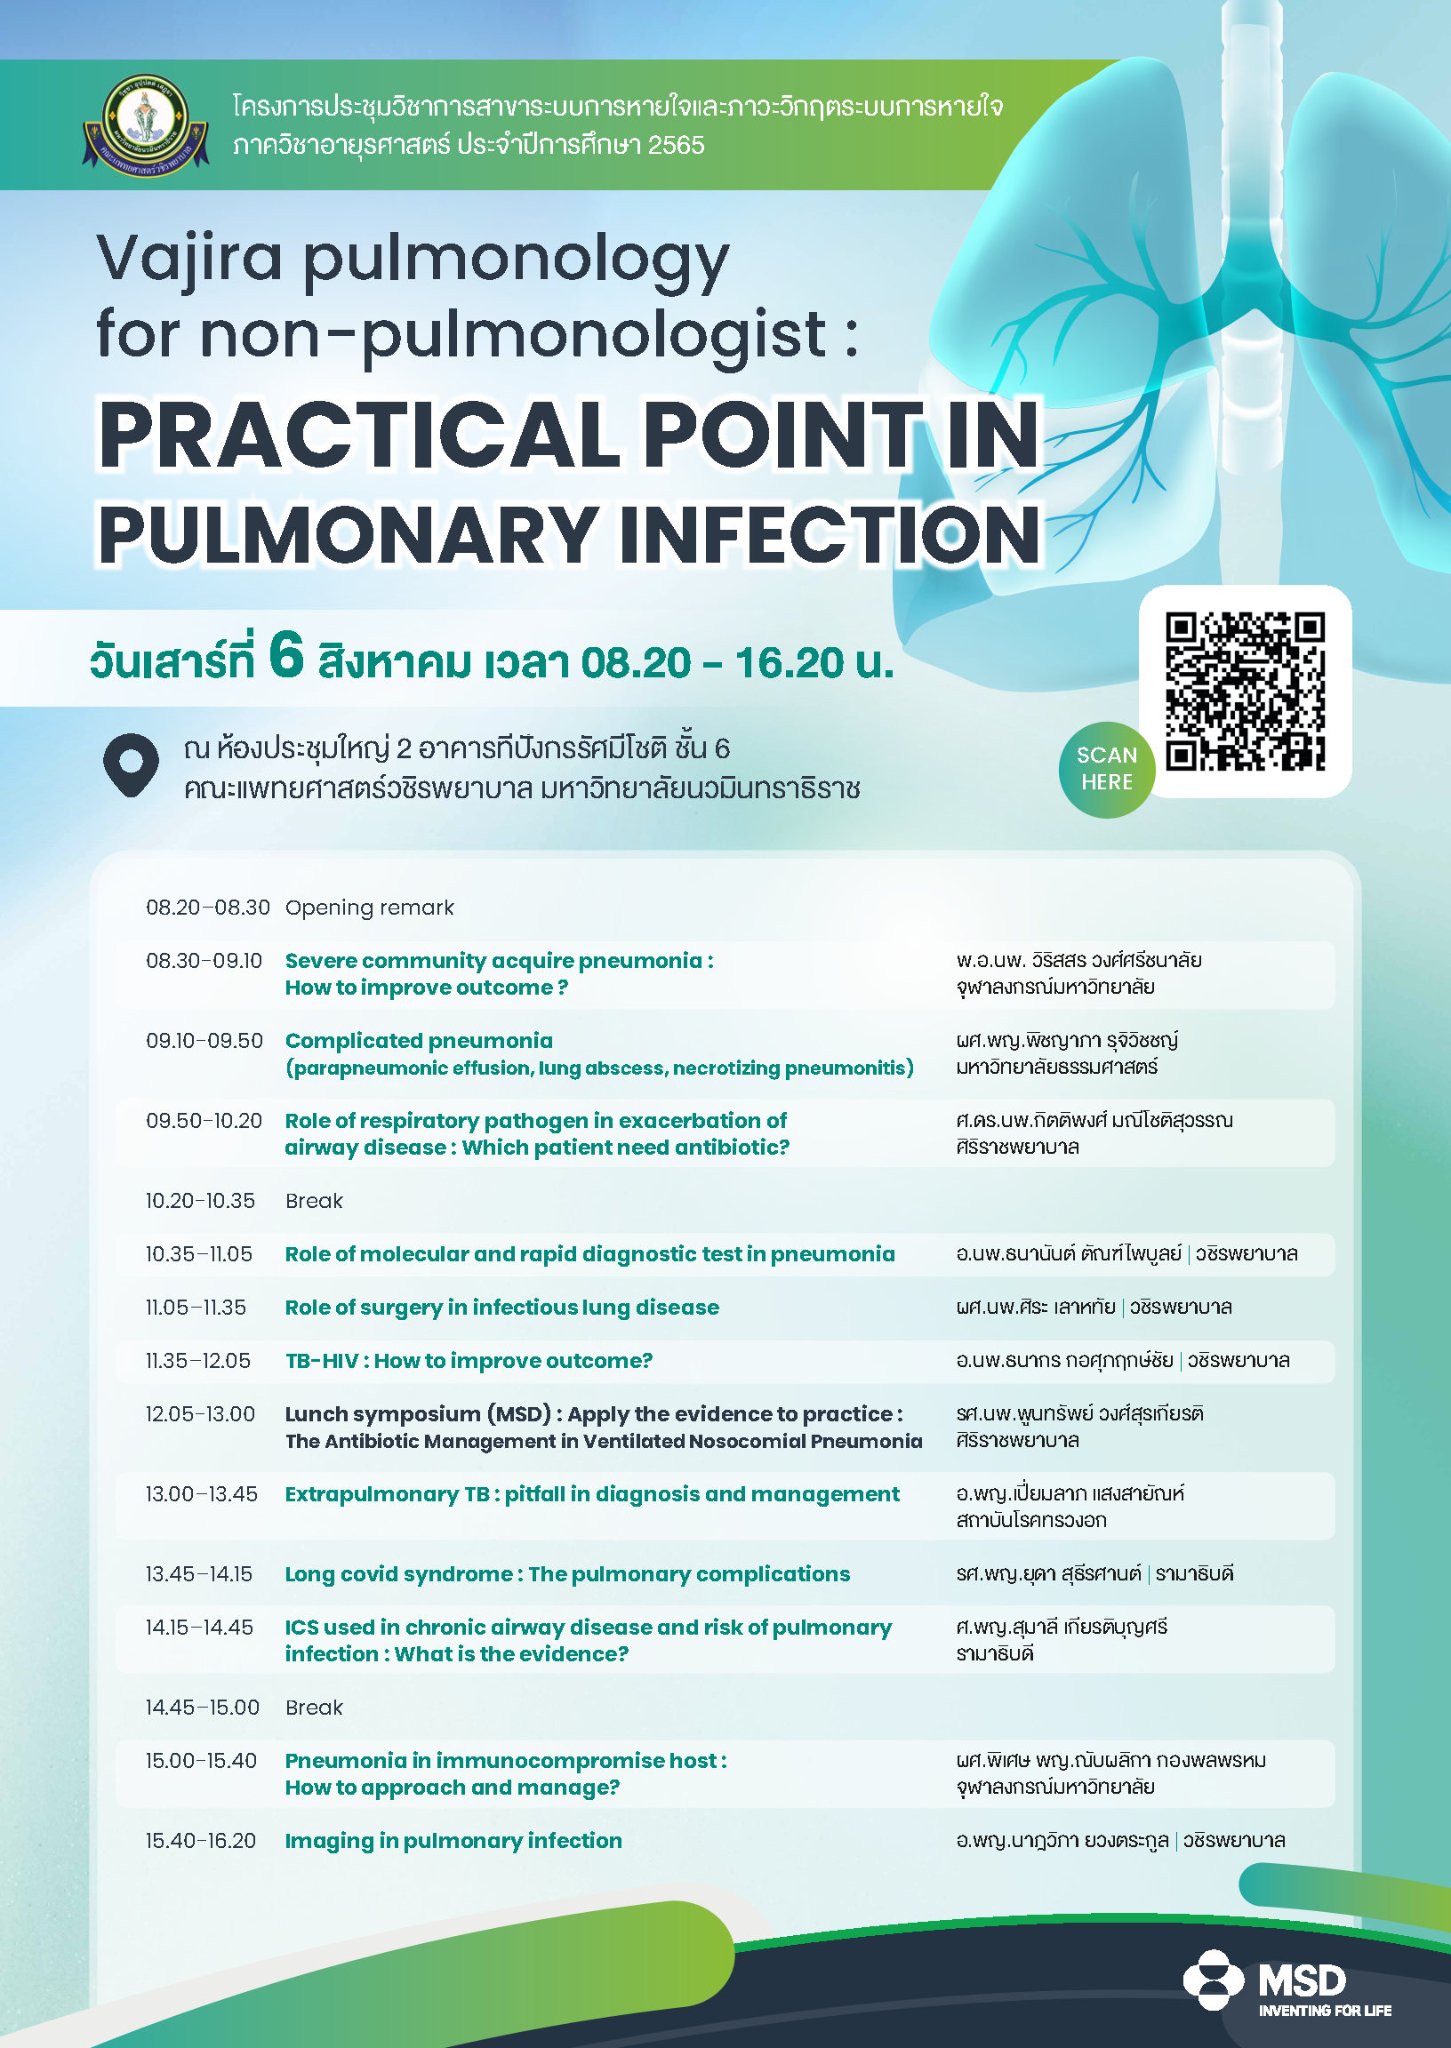 โครงการประชุมวิชาการสาขาระบบการหายใจและภาวะวิกฤตระบบการหายใจ
ภาควิชาอายุรศาสตร์ ประจำปีการศึกษา 2565
Vajira pulmonology
for non-pulmonologist :
PRACTICAL POINT IN
PULMONARY INFECTION
วันเสาร์ที่ 6 สิงหาคม เวลา 08.20 - 16.20 น.
ณ ห้องประชุมใหญ่ 2 อาคารทีปังกรรัศมีโชติ ชั้น 6
คณะแพทยศาสตร์วชิรพยาบาล มหาวิทยาลัยนวมินทราธิราช
SCAN
HERE
08.20-08.30 Opening remark
08.30-09.10 Severe community acquire pneumonia : พ.อ.นพ. วิริสสร วงศ์ศรีชนาลัย
How to improve outcome ? จุฬาลงกรณ์มหาวิทยาลัย
09.10-09.50 Complicated pneumonia ผศ.พญ.พิชญาภา รุจิวิชชญ์
(parapneumonic effusion, lung abscess, necrotizing pneumonitis) มหาวิทยาลัยธรรมศาสตร์
09.50-10.20 Role of respiratory pathogen in exacerbation of ศ.ดร.นพ.กิตติพงศ์ มณีโชติสุวรรณ
airway disease : Which patient need antibiotic? ศิริราชพยาบาล
10.20-10.35 Break
10.35-11.05 Role of molecular and rapid diagnostic test in pneumonia อ.นพ.ธนานันต์ ตัณฑ์ไพบูลย์ | วชิรพยาบาล
11.05-11.35 Role of surgery in infectious lung disease ผศ.นพ.ศิระ เลาหทัย | วชิรพยาบาล
11.35-12.05 TB-HIV : How to improve outcome? อ.นพ.ธนากร กอศุภฤกษ์ชัย | วชิรพยาบาล
12.05-13.00 Lunch symposium (MSD) : Apply the evidence to practice : รศ.นพ.พูนทรัพย์ วงศ์สุรเกียรติ
The Antibiotic Management in Ventilated Nosocomial Pneumonia ศิริราชพยาบาล
13.00-13.45 Extrapulmonary TB : pitfall in diagnosis and management อ.พญ.เปี่ยมลาภ แสงสายัณห์
สถาบันโรคทรวงอก
13.45-14.15 Long covid syndrome : The pulmonary complications รศ.พญ.ยุดา สุธีรศานต์ | รามาธิบดี
14.15-14.45 ICS used in chronic airway disease and risk of pulmonary ศ.พญ.สุมาลี เกียรติบุญศรี
infection : What is the evidence? รามาธิบดี
14.45-15.00 Break
15.00-15.40 Pneumonia in immunocompromise host : ผศ.พิเศษ พญ.ณับผลิกา กองพลพรหม
How to approach and manage? จุฬาลงกรณ์มหาวิทยาลัย
15.40-16.20 Imaging in pulmonary infection อ.พญ.นาฏวิภา ยวงตระกูล | วชิรพยาบาล
MSD
INVENTING FOR LIFE